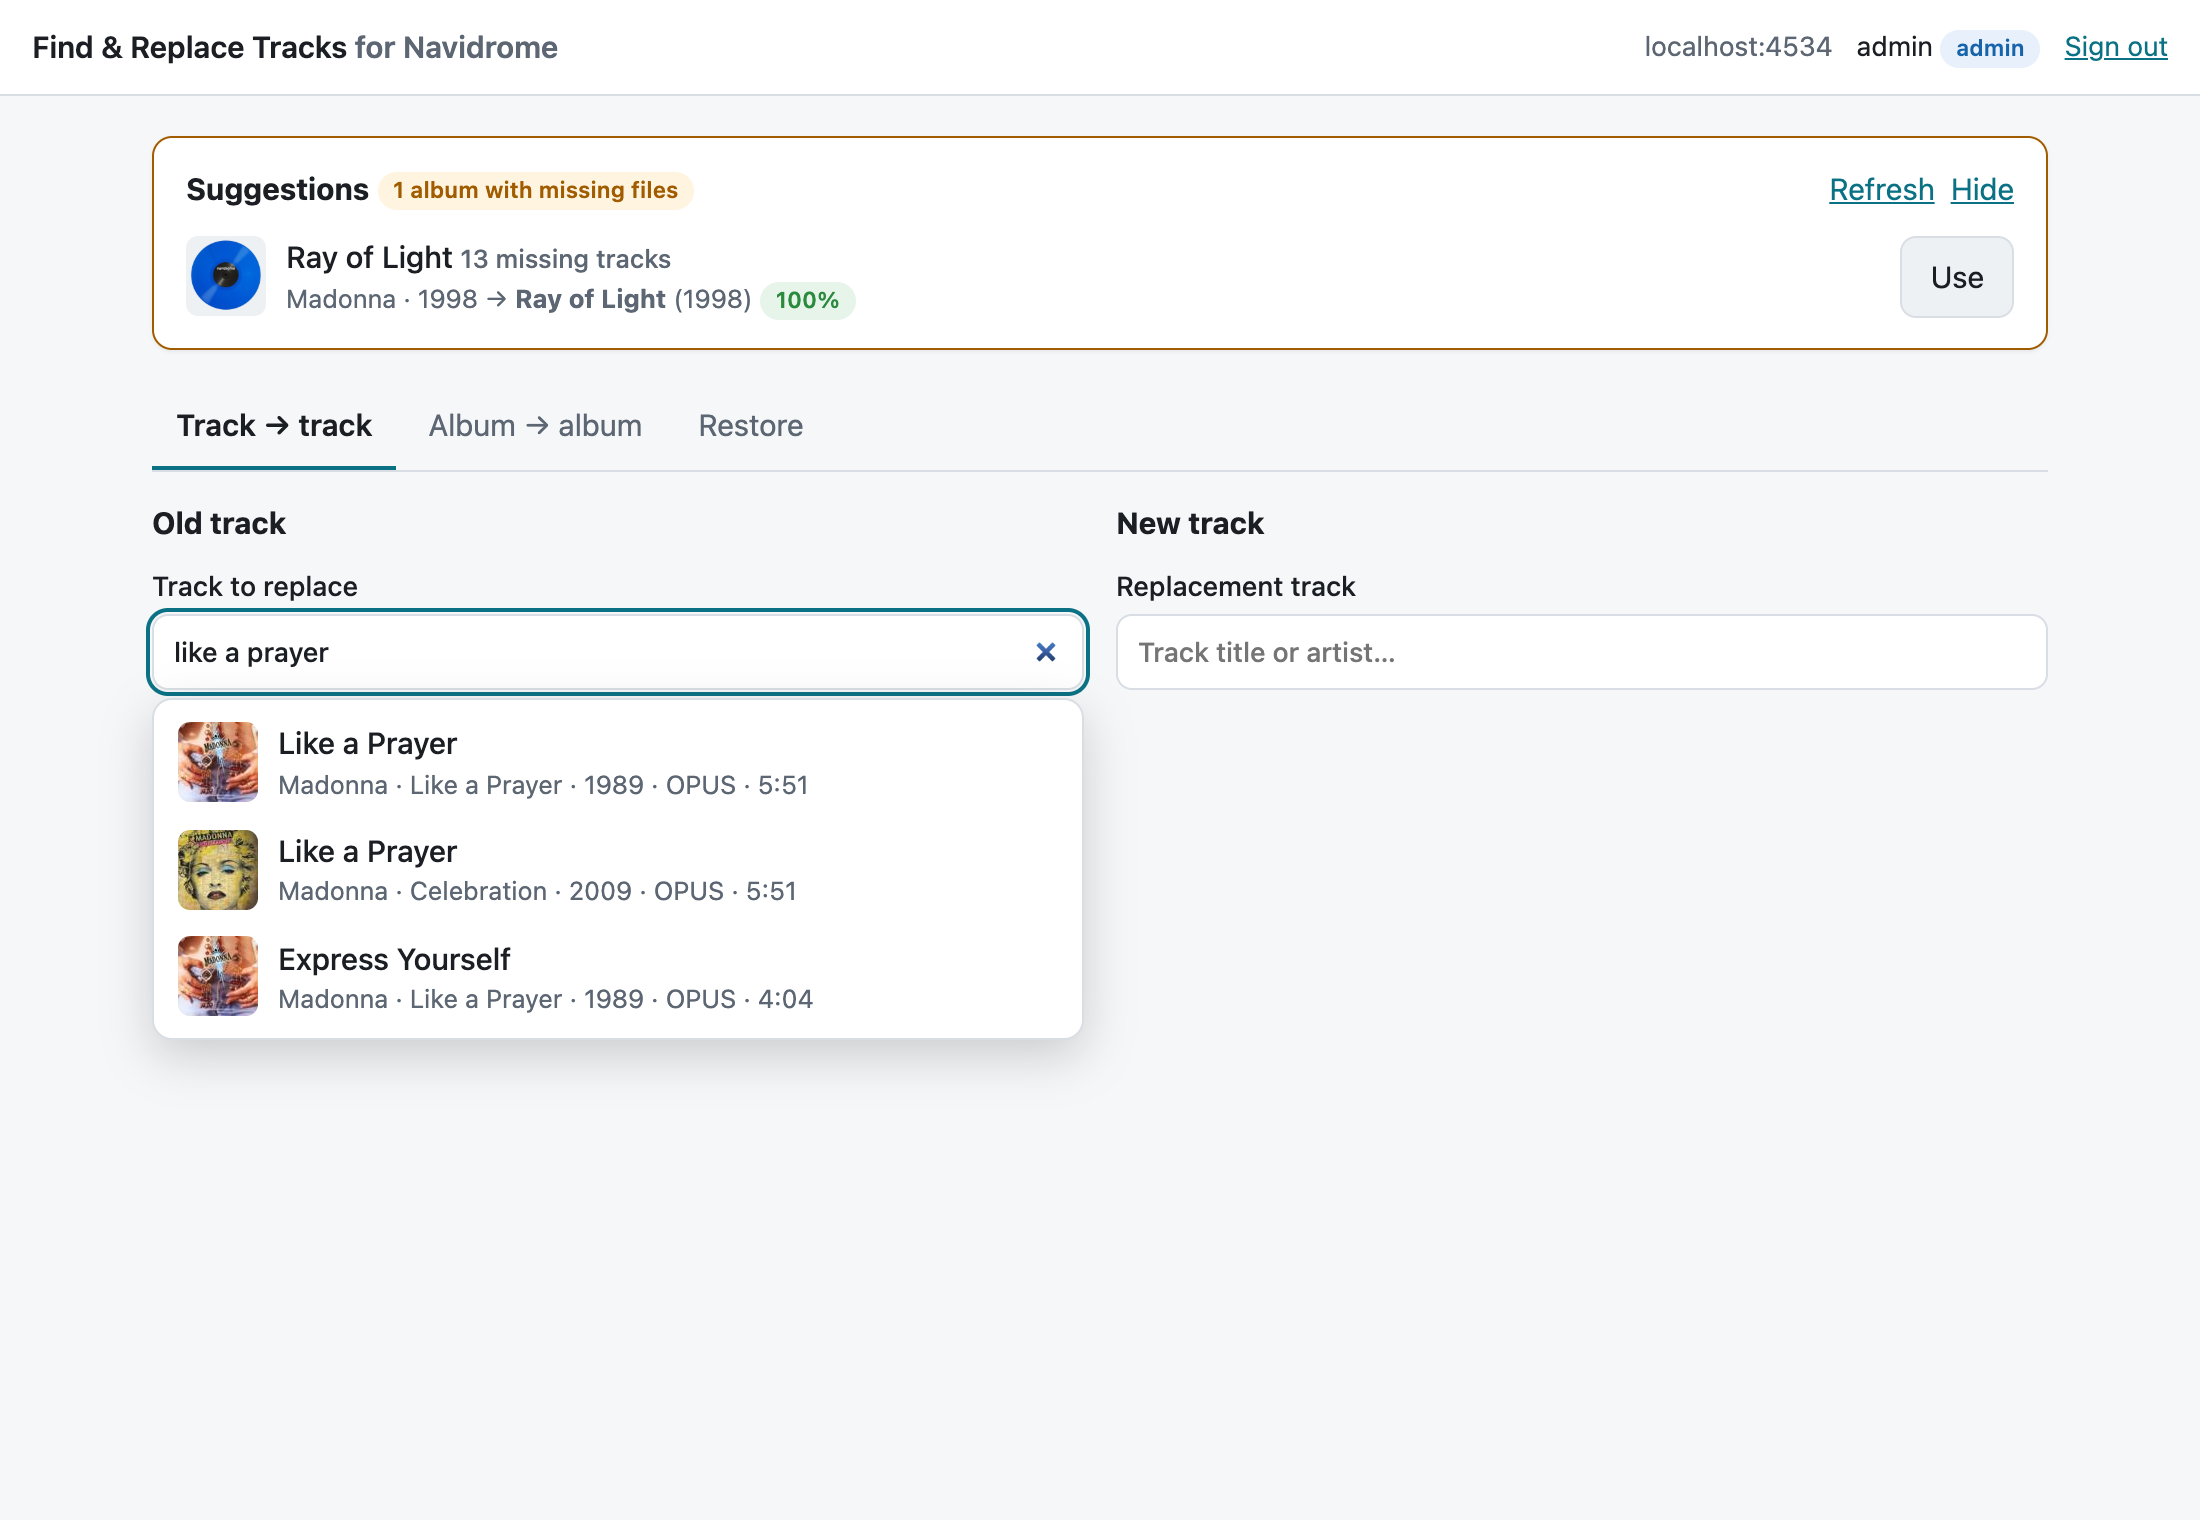 Find & Replace Tracks for Navidrome
localhost:4534 admin admin Sign out
Suggestions 1 album with missing files
Refresh Hide
Ray of Light 13 missing tracks
Madonna · 1998 → Ray of Light (1998) 100%
Use
Track → track
Album → album
Restore
Old track
Track to replace
like a prayer
Like a Prayer
Madonna · Like a Prayer · 1989 · OPUS · 5:51
Like a Prayer
Madonna · Celebration · 2009 · OPUS · 5:51
Express Yourself
Madonna · Like a Prayer · 1989 · OPUS · 4:04
New track
Replacement track
Track title or artist...
MADONNA
MADONNA
MADONNA